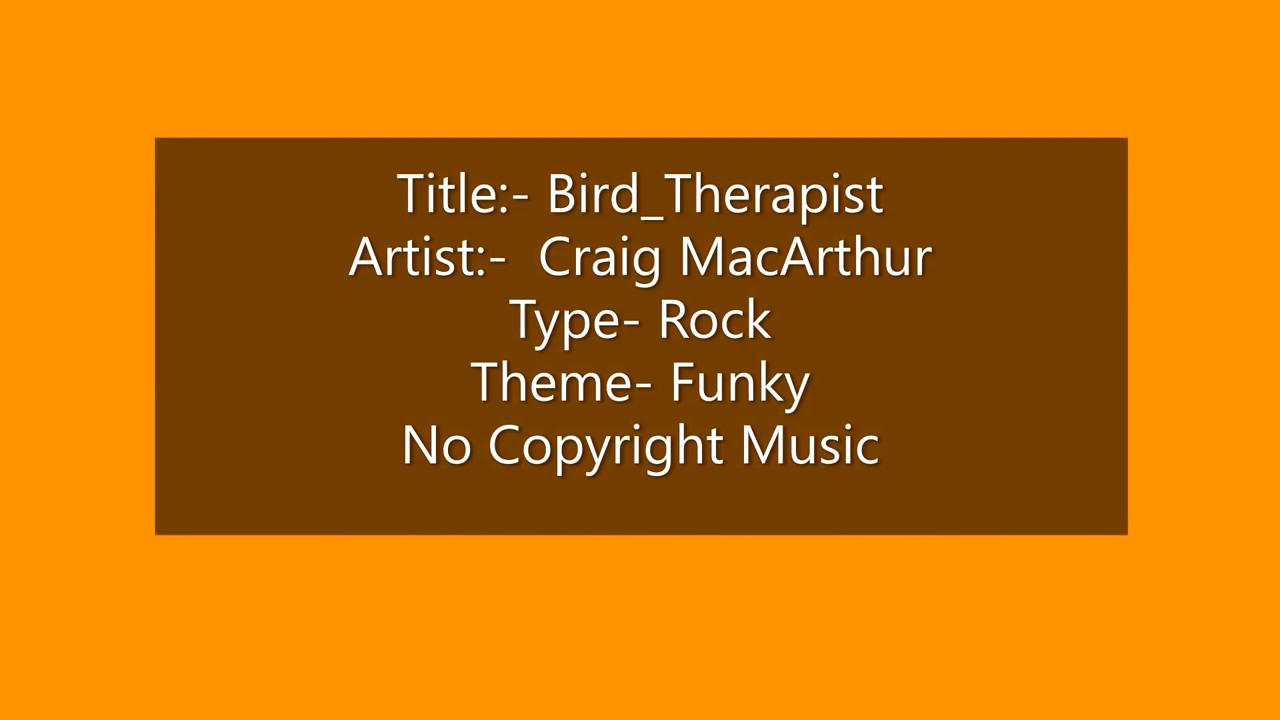 Title:- Bird_Therapist
Artist:-  Craig MacArthur
Type- Rock
Theme- Funky
No Copyright Music